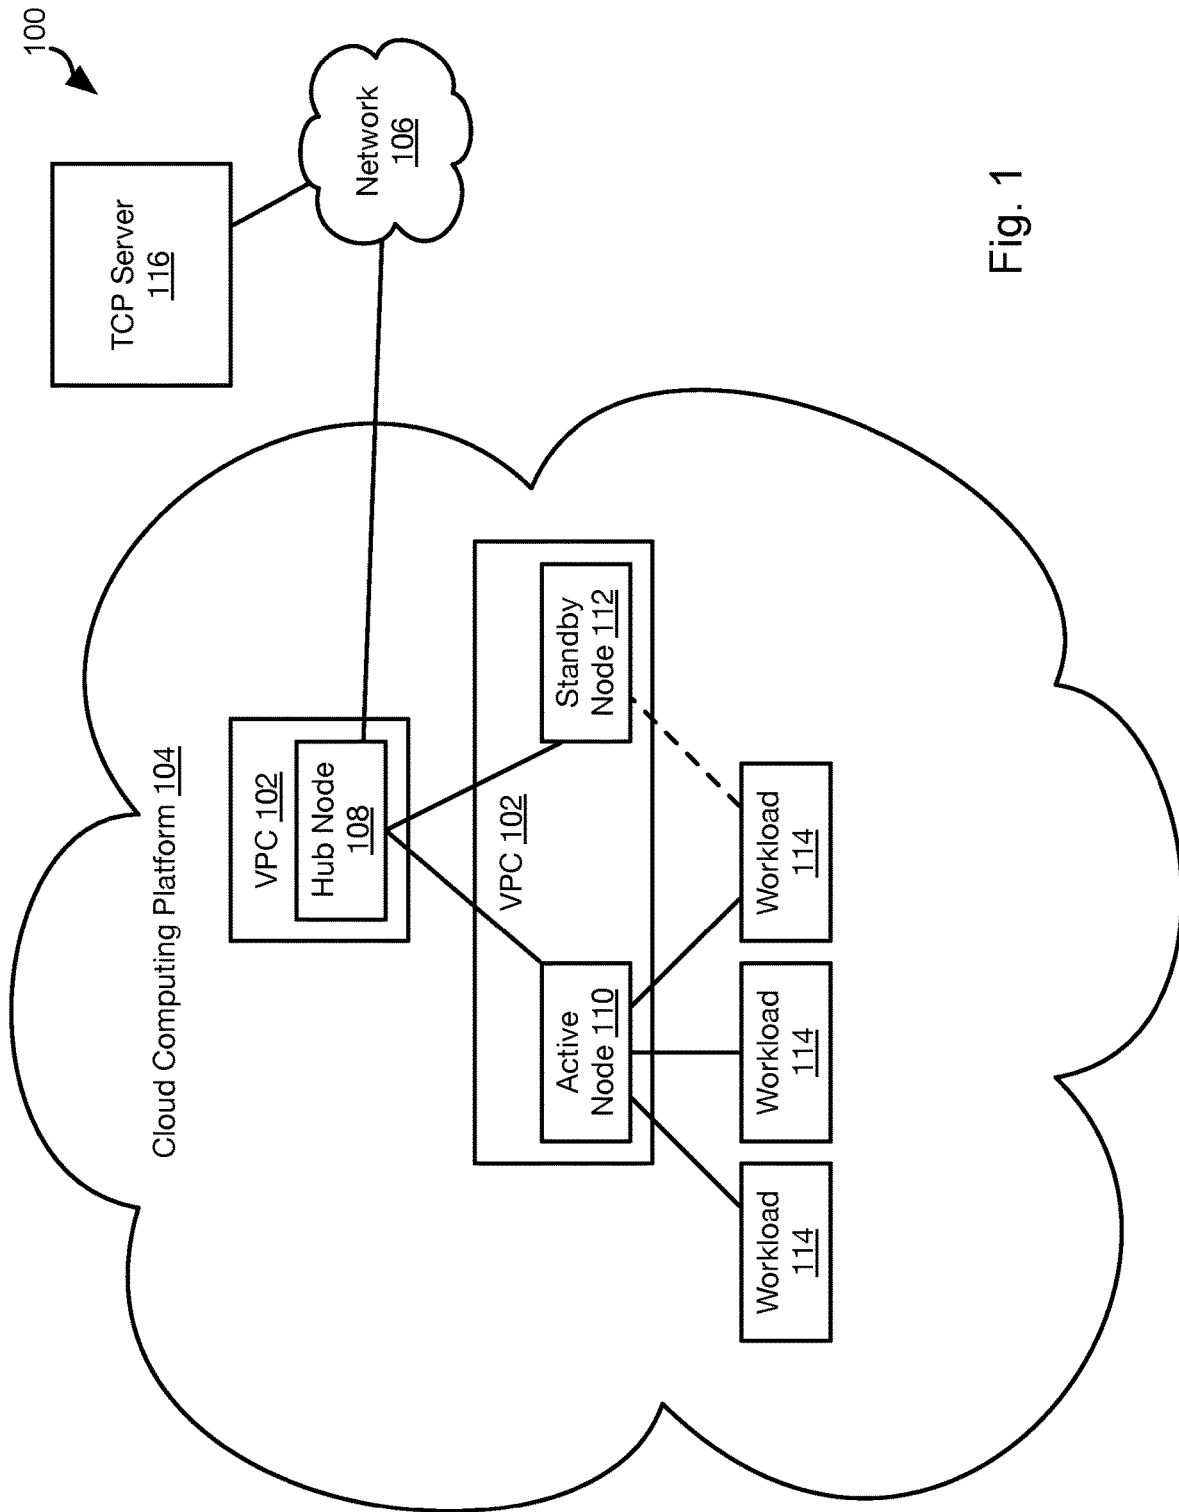 100
Cloud Computing Platform 104
TCP Server
116
VPC 102
Hub Node
108
Network
106
VPC 102
Active
Node 110
Standby
Node 112
Workload
114
Workload
114
Workload
114
Fig. 1